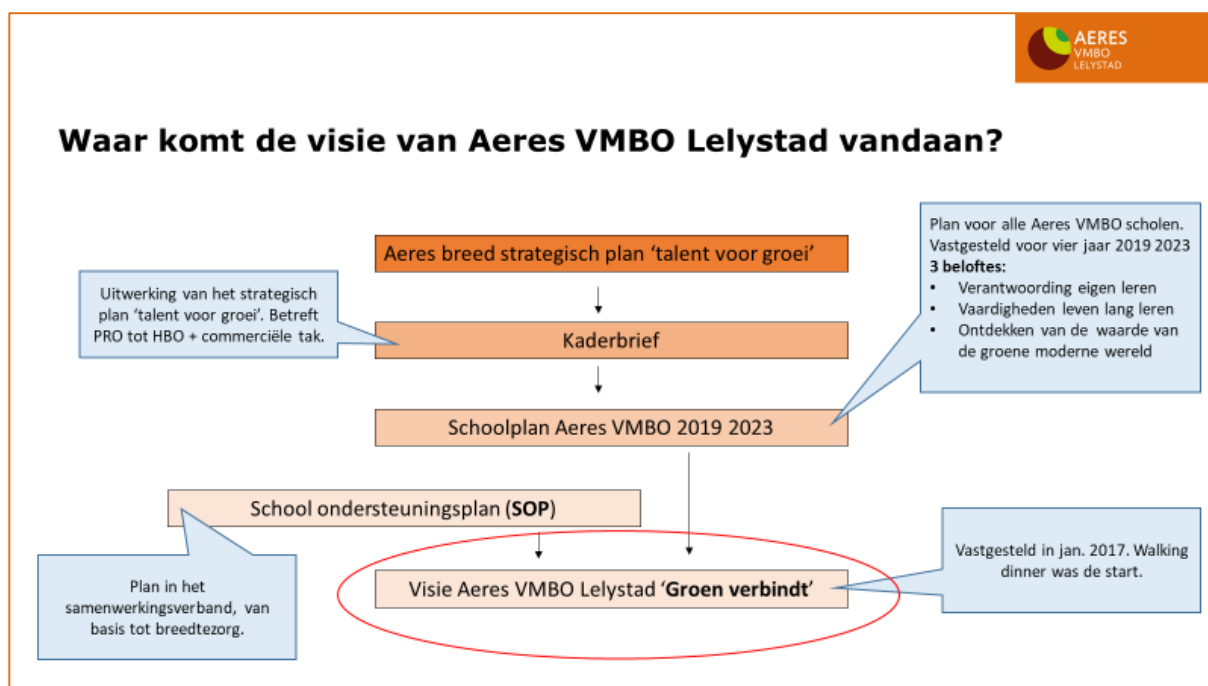 AERES
VMBO
LELYSTAD
Waar komt de visie van Aeres VMBO Lelystad vandaan?
Aeres breed strategisch plan ‘talent voor groei’
Plan voor alle Aeres VMBO scholen.
Vastgesteld voor vier jaar 2019 2023
3 beloftes:
• Verantwoording eigen leren
• Vaardigheden leven lang leren
• Ontdekken van de waarde van
de groene moderne wereld
Uitwerking van het strategisch
plan ‘talent voor groei’. Betreft
PRO tot HBO + commerciële tak.
Kaderbrief
Schoolplan Aeres VMBO 2019 2023
School ondersteuningsplan (SOP)
Plan in het
samenwerkingsverband, van
basis tot breedtezorg.
Visie Aeres VMBO Lelystad ‘Groen verbindt’
Vastgesteld in jan. 2017. Walking
dinner was de start.